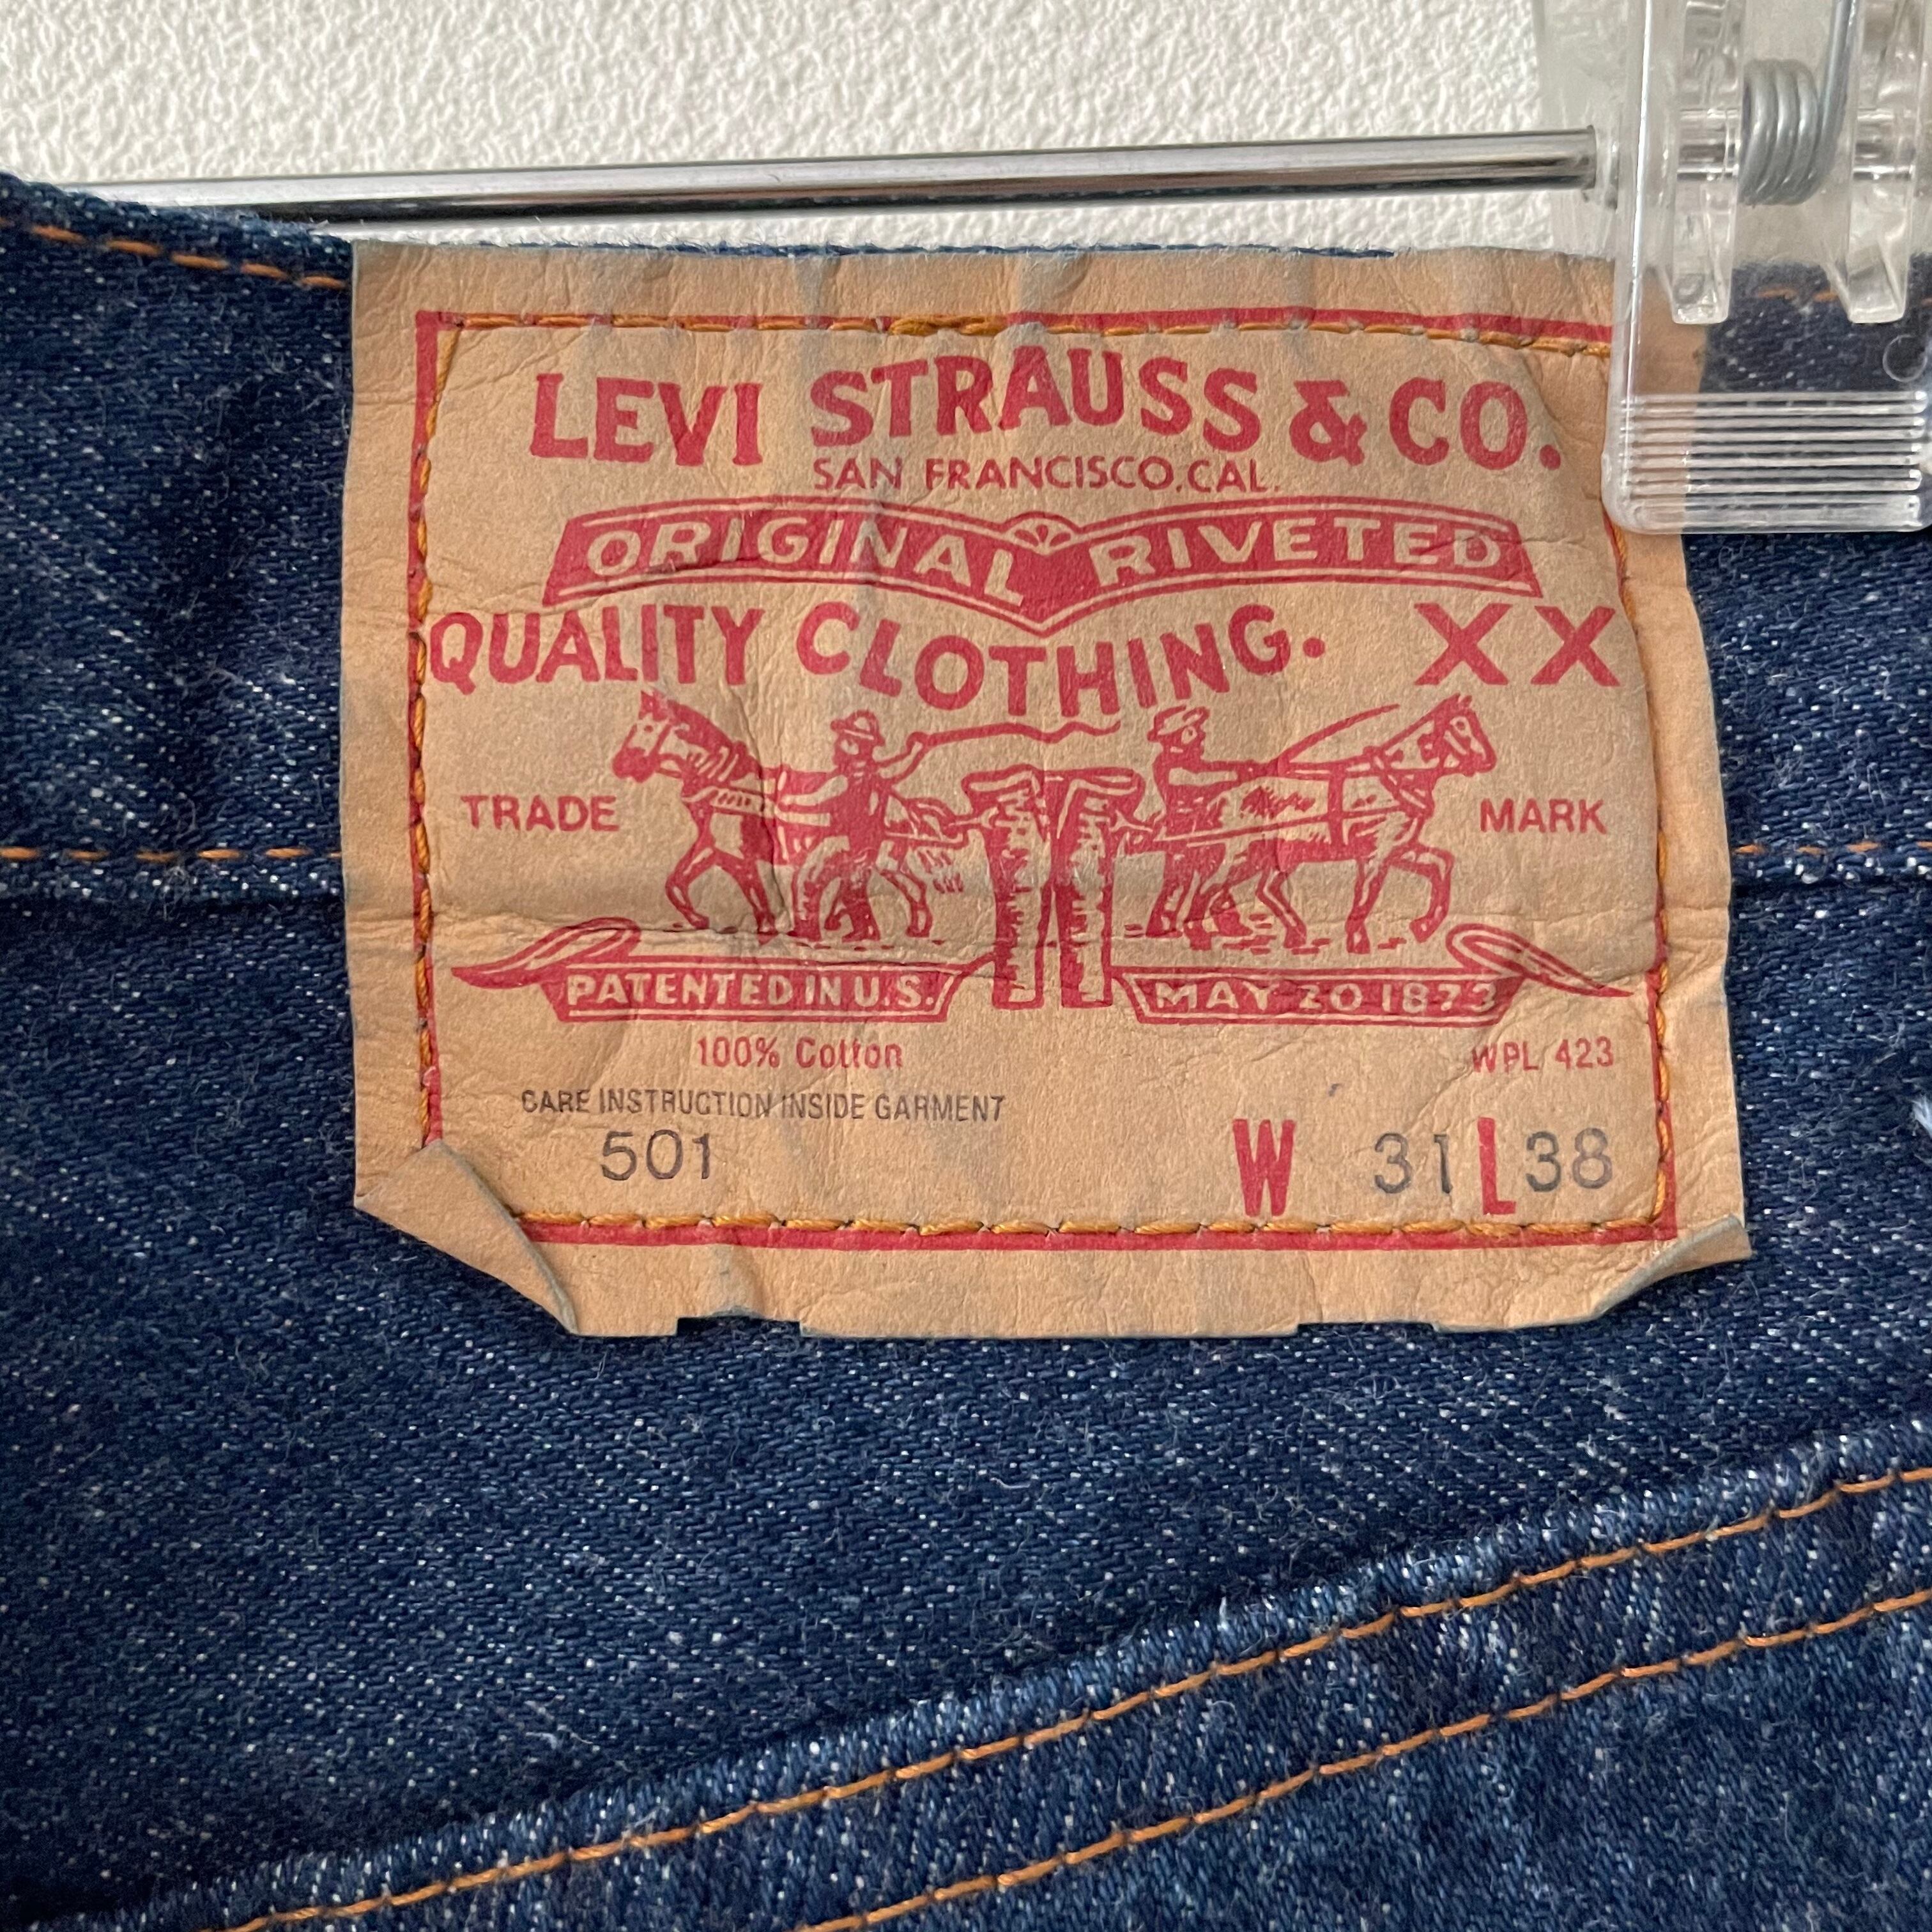 LEVI STRAUSS & CO.
SAN FRANCISCO.CAL.
ORIGINAL RIVETED
QUALITY CLOTHING. XX
TRADE MARK
PATENTED IN U.S. MAY 20 1873
100% Cotton WPL 423
CARE INSTRUCTION INSIDE GARMENT
501 W 31 L 38